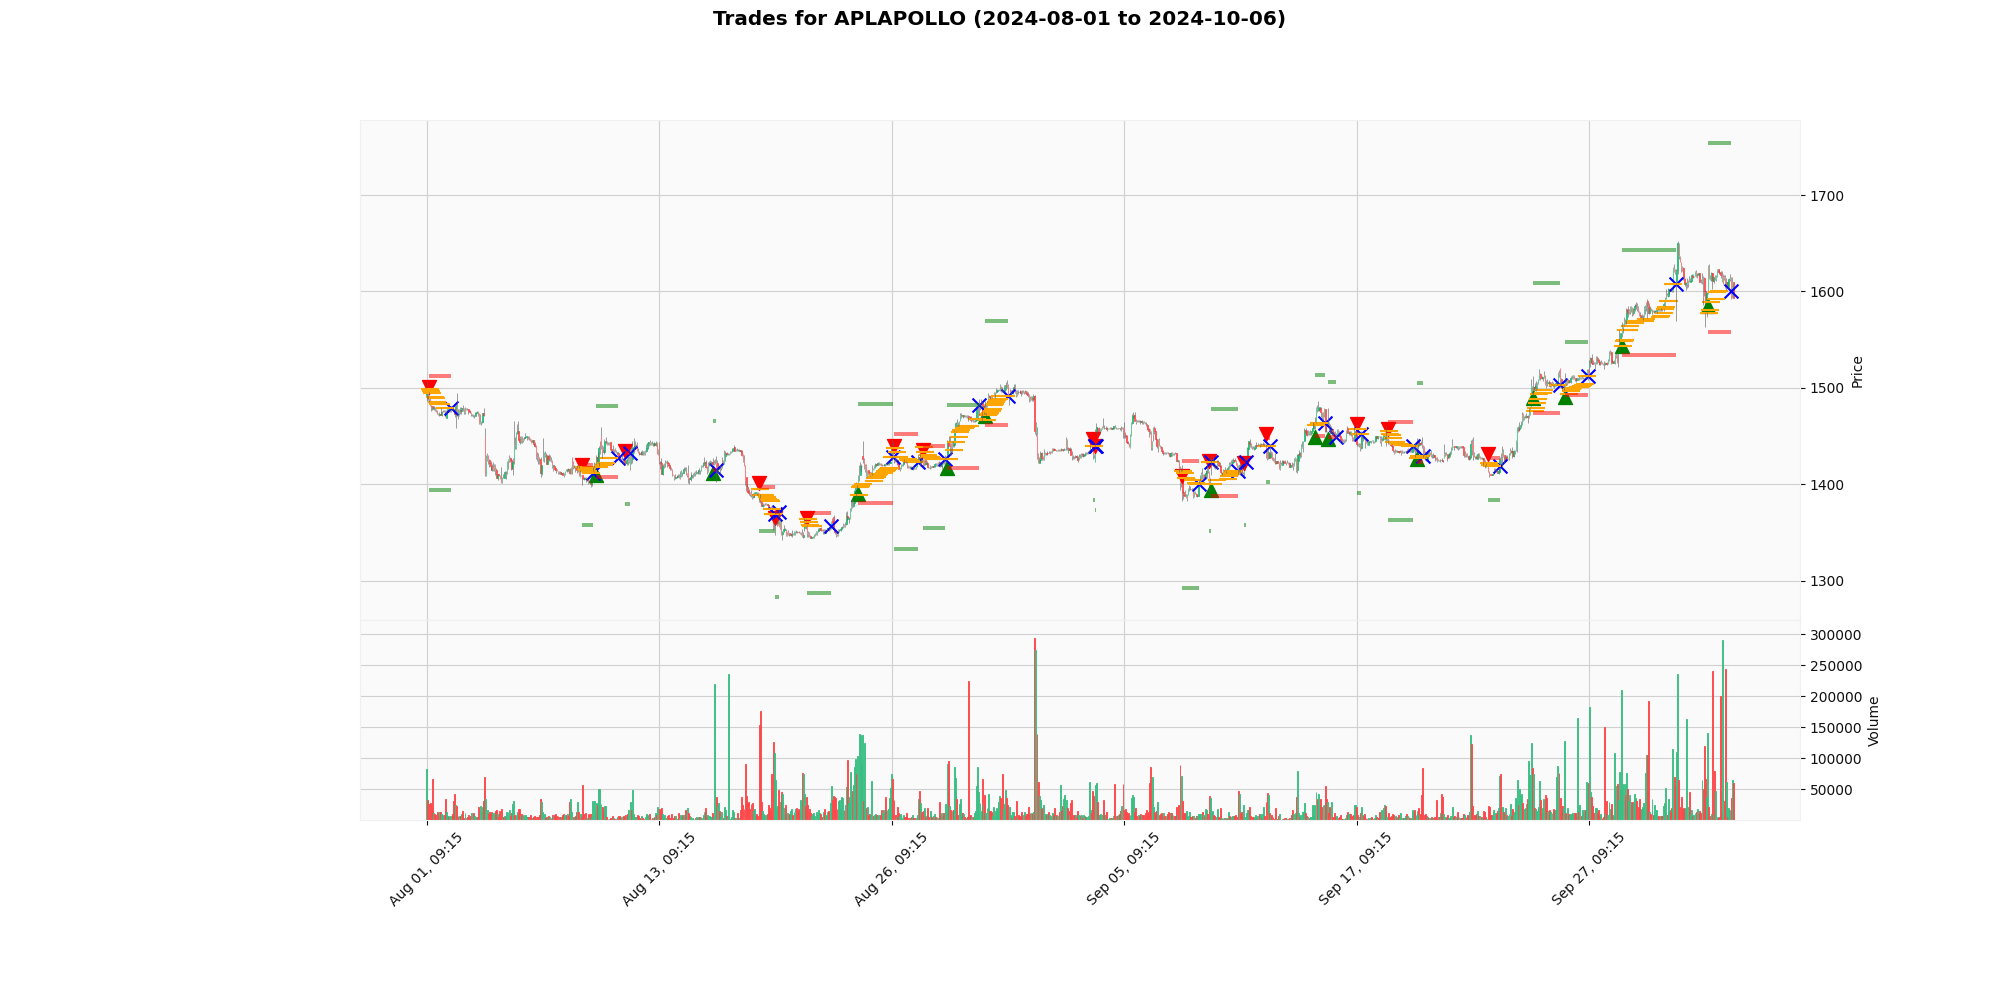 Trades for APLAPOLLO (2024-08-01 to 2024-10-06)
1700
1600
1500
1400
1300
Price
300000
250000
200000
150000
100000
50000
Volume
Aug 01, 09:15
Aug 13, 09:15
Aug 26, 09:15
Sep 05, 09:15
Sep 17, 09:15
Sep 27, 09:15